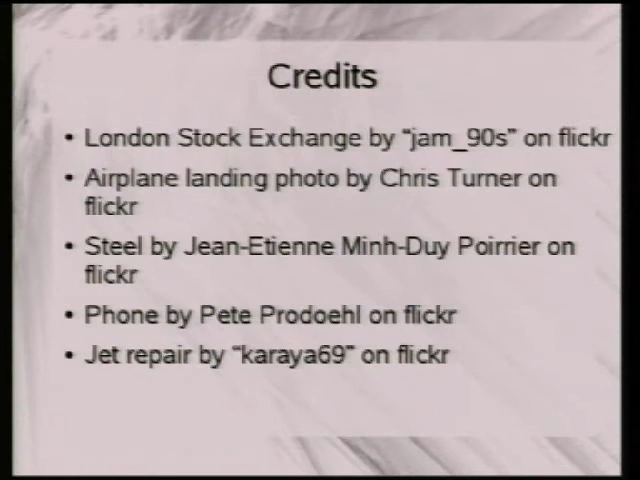 Credits
• London Stock Exchange by “jam_90s” on flickr
• Airplane landing photo by Chris Turner on
flickr
• Steel by Jean-Etienne Minh-Duy Poirrier on
flickr
• Phone by Pete Prodoehl on flickr
• Jet repair by “karaya69” on flickr